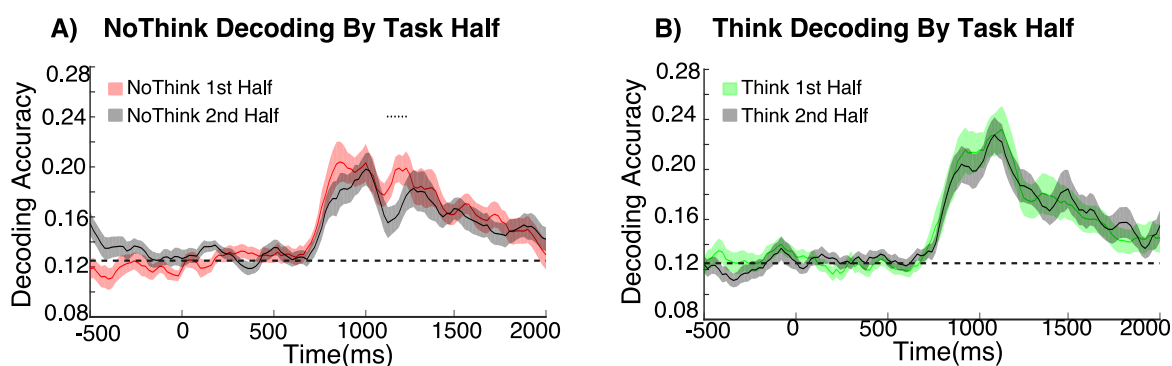 A) NoThink Decoding By Task Half
Decoding Accuracy
0.28
0.24
0.20
0.16
0.12
0.08
NoThink 1st Half
NoThink 2nd Half
-500 0 500 1000 1500 2000
Time(ms)
B) Think Decoding By Task Half
Decoding Accuracy
0.28
0.24
0.20
0.16
0.12
0.08
Think 1st Half
Think 2nd Half
-500 0 500 1000 1500 2000
Time(ms)